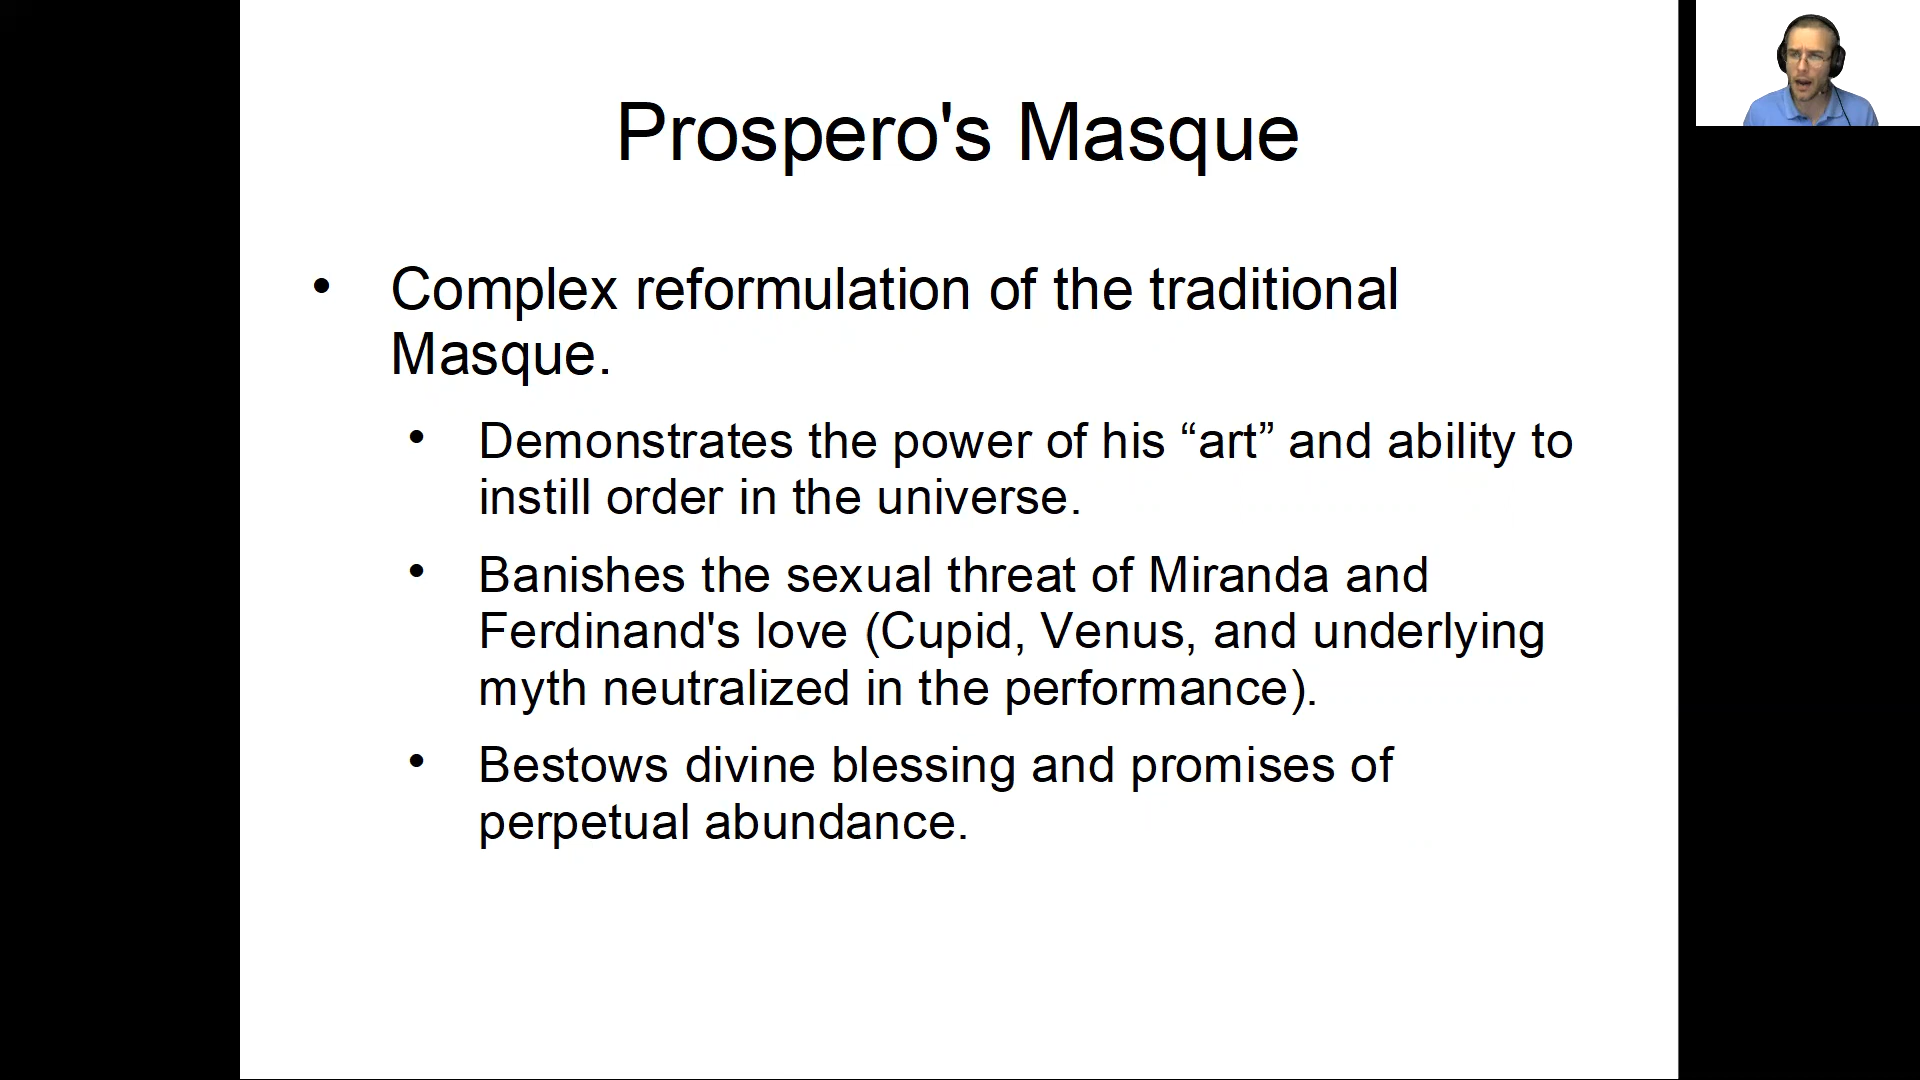 Prospero's Masque
• Complex reformulation of the traditional
Masque.
• Demonstrates the power of his “art” and ability to
instill order in the universe.
• Banishes the sexual threat of Miranda and
Ferdinand's love (Cupid, Venus, and underlying
myth neutralized in the performance).
• Bestows divine blessing and promises of
perpetual abundance.